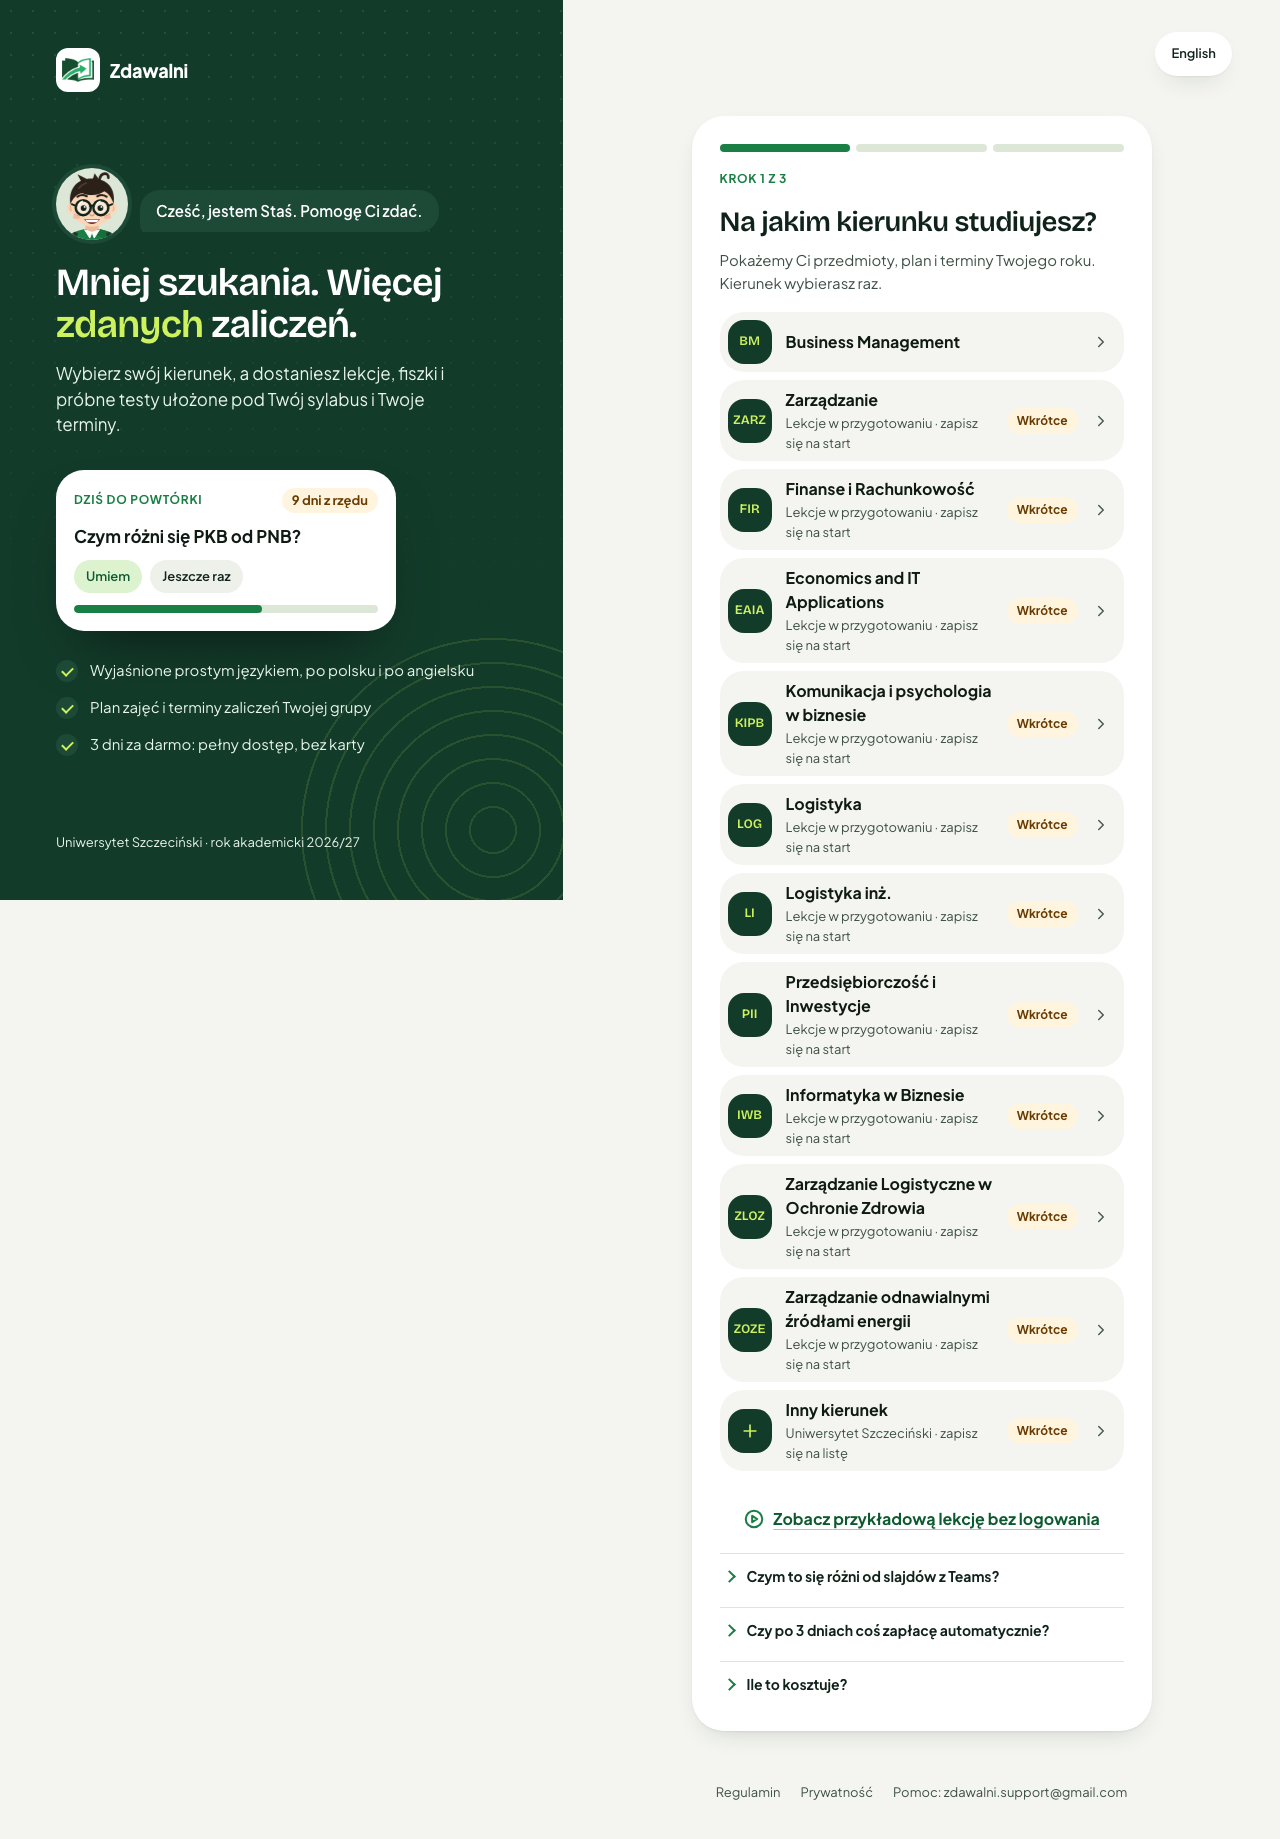 Zdawalni
Cześć, jestem Staś. Pomogę Ci zdać.
Mniej szukania. Więcej
zdanych zaliczeń.
Wybierz swój kierunek, a dostaniesz lekcje, fiszki i
próbne testy ułożone pod Twój sylabus i Twoje
terminy.
DZIŚ DO POWTÓRKI
9 dni z rzędu
Czym różni się PKB od PNB?
Umiem
Jeszcze raz
Wyjaśnione prostym językiem, po polsku i po angielsku
Plan zajęć i terminy zaliczeń Twojej grupy
3 dni za darmo: pełny dostęp, bez karty
Uniwersytet Szczeciński · rok akademicki 2026/27
English
KROK 1 Z 3
Na jakim kierunku studiujesz?
Pokażemy Ci przedmioty, plan i terminy Twojego roku.
Kierunek wybierasz raz.
BM
Business Management
ZARZ
Zarządzanie
Lekcje w przygotowaniu · zapisz
się na start
Wkrótce
FIR
Finanse i Rachunkowość
Lekcje w przygotowaniu · zapisz
się na start
Wkrótce
EAIA
Economics and IT
Applications
Lekcje w przygotowaniu · zapisz
się na start
Wkrótce
KIPB
Komunikacja i psychologia
w biznesie
Lekcje w przygotowaniu · zapisz
się na start
Wkrótce
LOG
Logistyka
Lekcje w przygotowaniu · zapisz
się na start
Wkrótce
LI
Logistyka inż.
Lekcje w przygotowaniu · zapisz
się na start
Wkrótce
PII
Przedsiębiorczość i
Inwestycje
Lekcje w przygotowaniu · zapisz
się na start
Wkrótce
IWB
Informatyka w Biznesie
Lekcje w przygotowaniu · zapisz
się na start
Wkrótce
ZLOZ
Zarządzanie Logistyczne w
Ochronie Zdrowia
Lekcje w przygotowaniu · zapisz
się na start
Wkrótce
ZOZE
Zarządzanie odnawialnymi
źródłami energii
Lekcje w przygotowaniu · zapisz
się na start
Wkrótce
Inny kierunek
Uniwersytet Szczeciński · zapisz
się na listę
Wkrótce
Zobacz przykładową lekcję bez logowania
Czym to się różni od slajdów z Teams?
Czy po 3 dniach coś zapłacę automatycznie?
Ile to kosztuje?
Regulamin
Prywatność
Pomoc: zdawalni.support@gmail.com